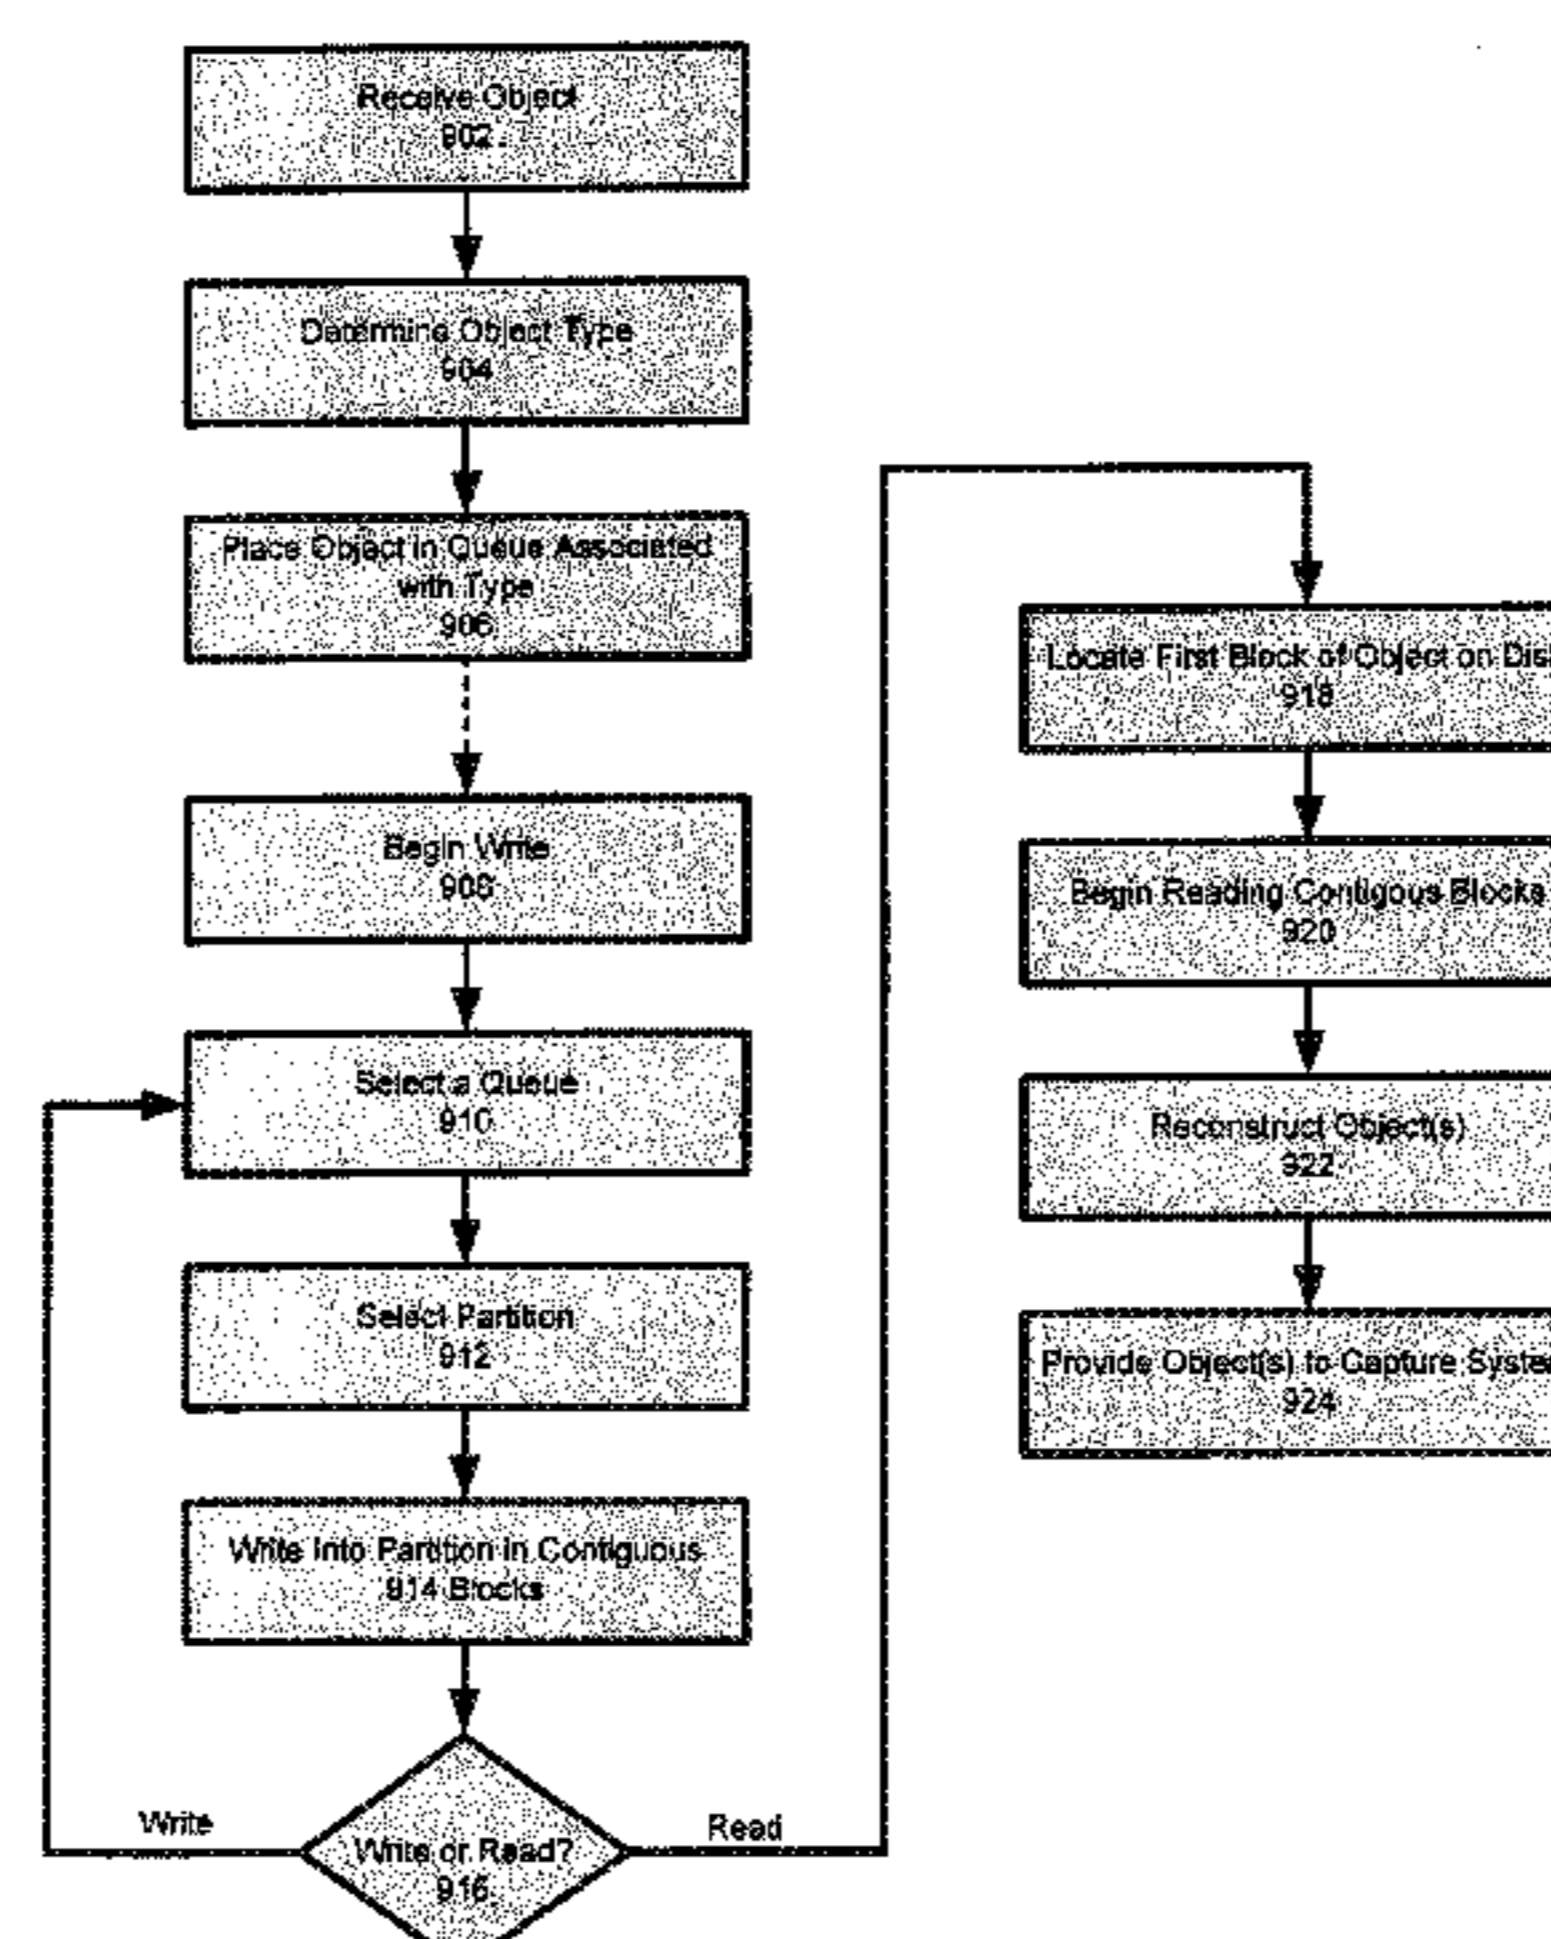 Receive Object
902
Determine Object Type
904
Place Object in Queue Associated
with Type
906
Begin Write
908
Select a Queue
910
Select Partition
912
Write Into Partition in Contiguous
914 Blocks
Write or Read?
916
Write
Read
Locate First Block of Object on Dis
918
Begin Reading Contigous Blocks
920
Reconstruct Object(s)
922
Provide Object(s) to Capture Syste
924